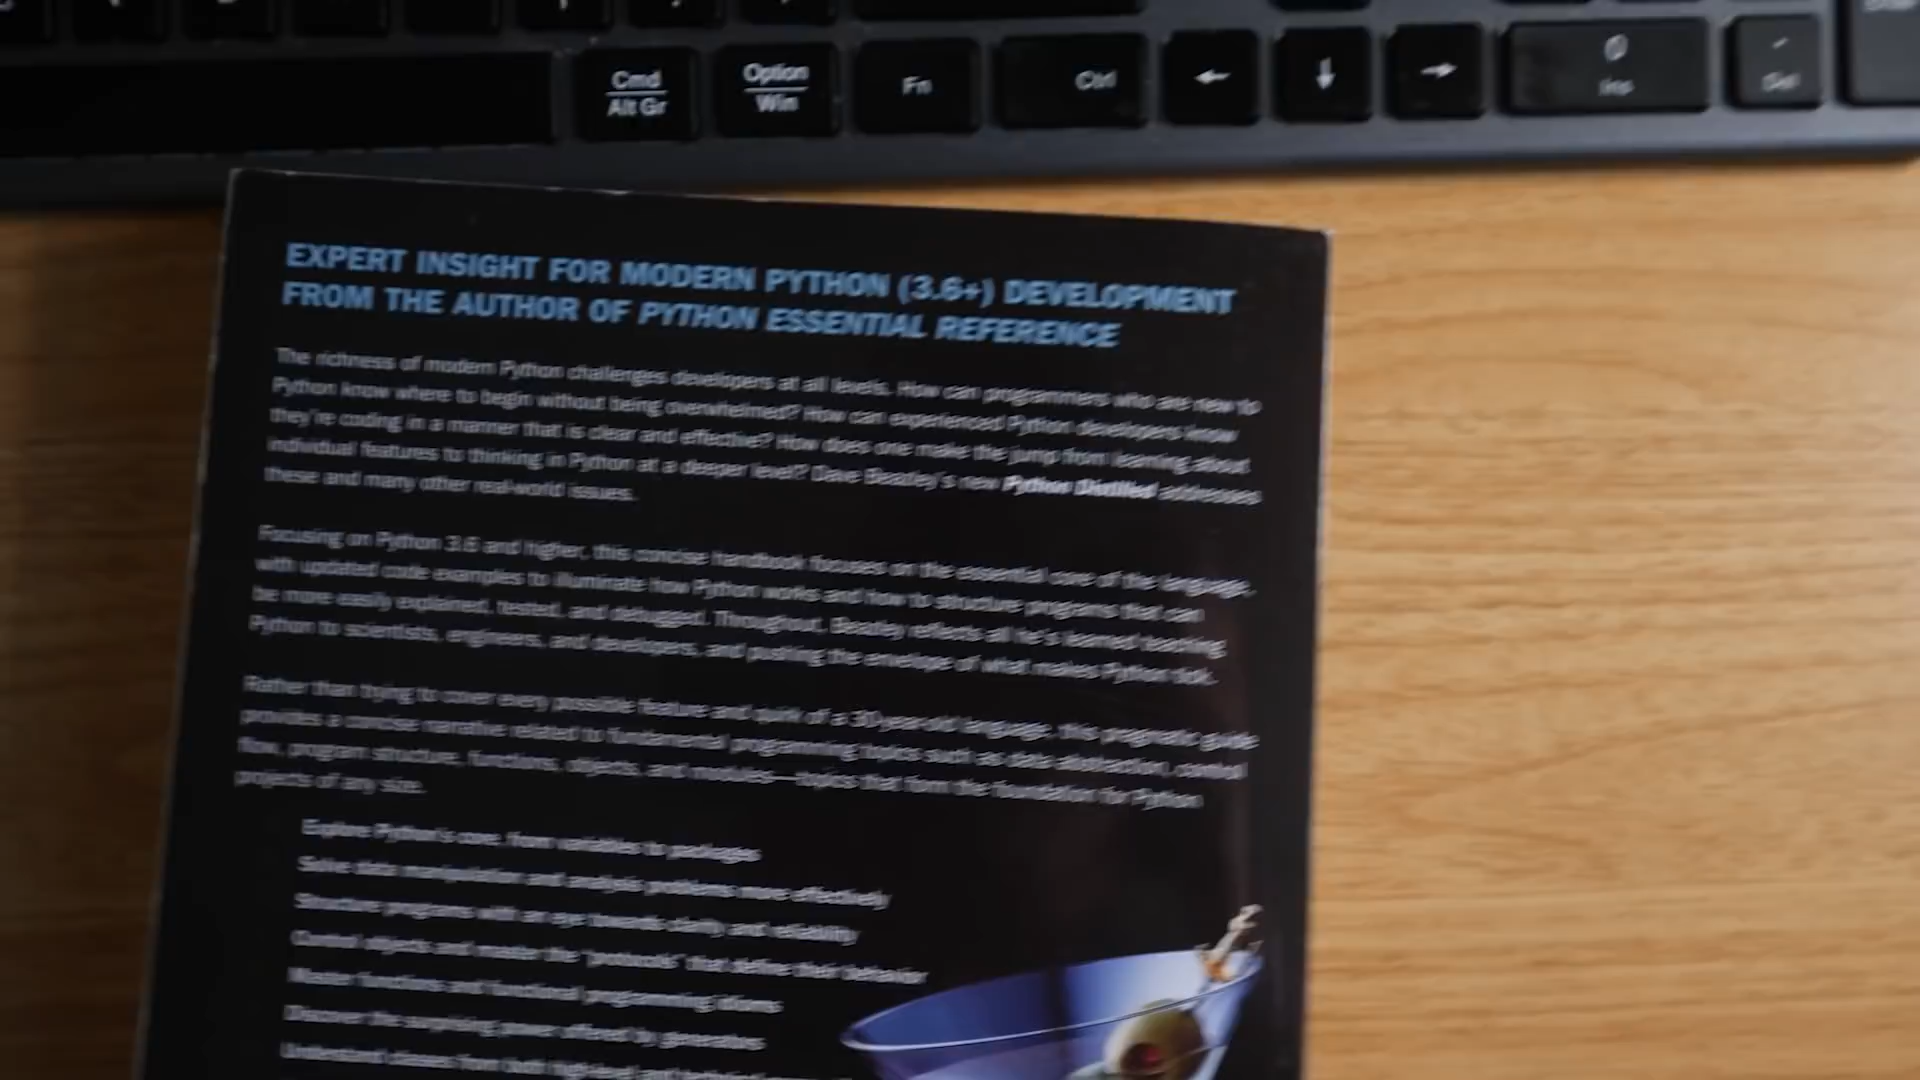 Cmd Option Fn Ctrl ← ↓ → 0
Alt Gr Win Ins Del
EXPERT INSIGHT FOR MODERN PYTHON (3.6+) DEVELOPMENT
FROM THE AUTHOR OF PYTHON ESSENTIAL REFERENCE
The richness of modern Python challenges developers at all levels. How can programmers who are new to
Python know where to begin without being overwhelmed? How can experienced Python developers know
they're coding in a manner that is clear and effective? How does one make the jump from learning about
individual features to thinking in Python at a deeper level? Dave Beazley's new Python Distilled addresses
these and many other real-world issues.
Focusing on Python 3.6 and higher, this concise handbook focuses on the essential core of the language,
with updated code examples to illuminate how Python works and how to structure programs that can
be more easily explained, tested, and debugged. Throughout, Beazley reflects all he's learned teaching
Python to scientists, engineers, and developers, and pushing the envelope of what makes Python tick.
Rather than trying to cover every possible feature and quirk of a 30-year-old language, this pragmatic guide
provides a concise narrative related to fundamental programming topics such as data abstraction, control
flow, program structure, functions, objects, and modules—topics that form the foundation for Python
projects of any size.
Explore Python's core, from variables to packages
Solve data manipulation and analysis problems more effectively
Structure programs with an eye towards clarity and reliability
Control objects and master the "protocols" that define their behavior
Master functions and functional programming idioms
Discover the surprising power offered by generators
Understand classes from both highlevel and technical